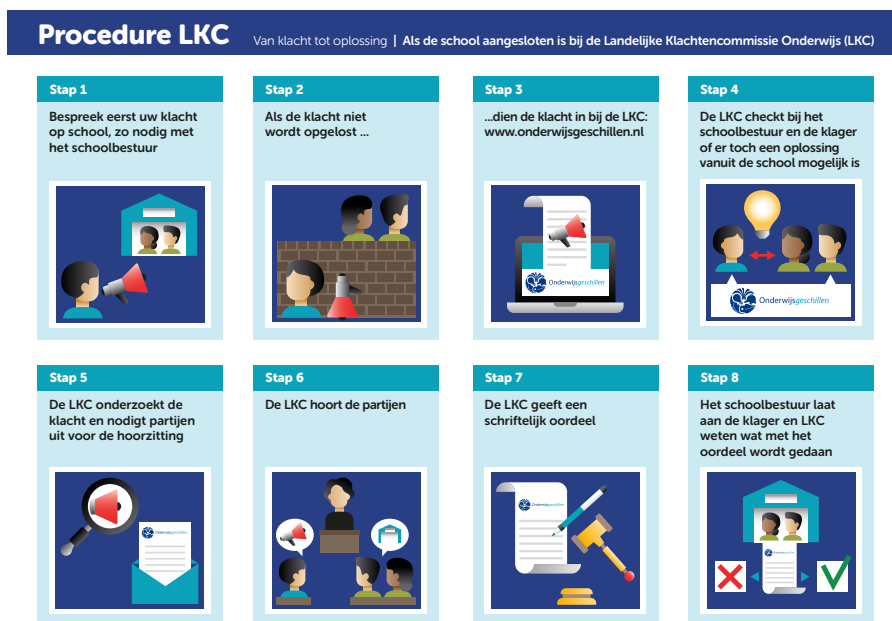 Procedure LKC Van klacht tot oplossing | Als de school aangesloten is bij de Landelijke Klachtencommissie Onderwijs (LKC)
Stap 1
Bespreek eerst uw klacht
op school, zo nodig met
het schoolbestuur
Stap 2
Als de klacht niet
wordt opgelost ...
Stap 3
...dien de klacht in bij de LKC:
www.onderwijsgeschillen.nl
Onderwijsgeschillen
Stap 4
De LKC checkt bij het
schoolbestuur en de klager
of er toch een oplossing
vanuit de school mogelijk is
Onderwijsgeschillen
Stap 5
De LKC onderzoekt de
klacht en nodigt partijen
uit voor de hoorzitting
Onderwijsgeschillen
Stap 6
De LKC hoort de partijen
Stap 7
De LKC geeft een
schriftelijk oordeel
Onderwijsgeschillen
Stap 8
Het schoolbestuur laat
aan de klager en LKC
weten wat met het
oordeel wordt gedaan
Onderwijsgeschillen